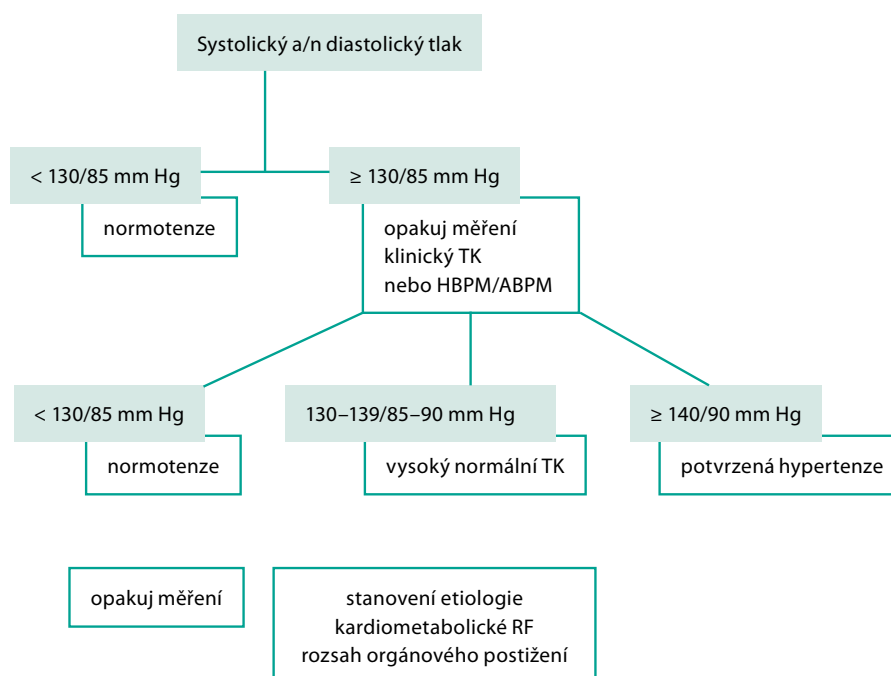 Systolický a/n diastolický tlak
< 130/85 mm Hg
≥ 130/85 mm Hg
normotenze
opakuj měření
klinický TK
nebo HBPM/ABPM
< 130/85 mm Hg
130–139/85–90 mm Hg
≥ 140/90 mm Hg
normotenze
vysoký normální TK
potvrzená hypertenze
opakuj měření
stanovení etiologie
kardiometabolické RF
rozsah orgánového postižení